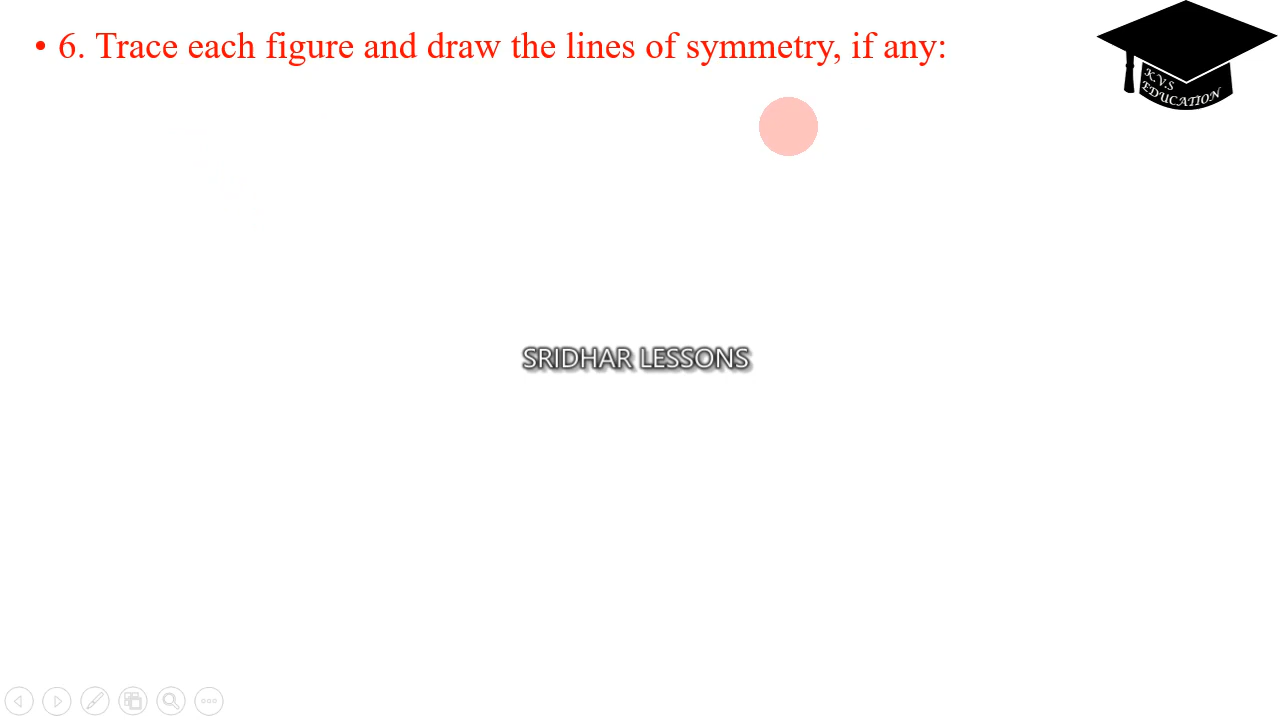 • 6. Trace each figure and draw the lines of symmetry, if any:
K.V.S
EDUCATION
SRIDHAR LESSONS